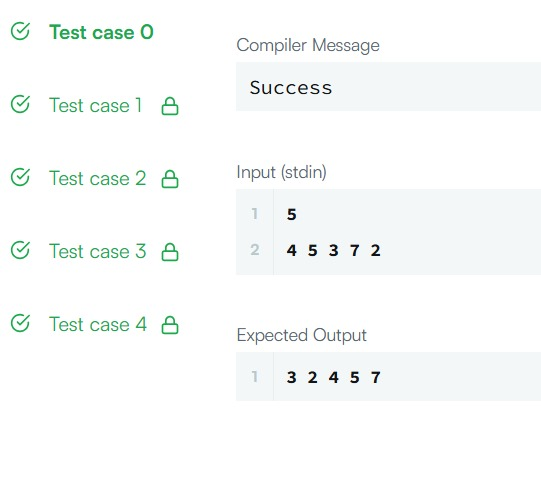 Test case 0
Test case 1
Test case 2
Test case 3
Test case 4
Compiler Message
Success
Input (stdin)
1 5
2 4 5 3 7 2
Expected Output
1 3 2 4 5 7